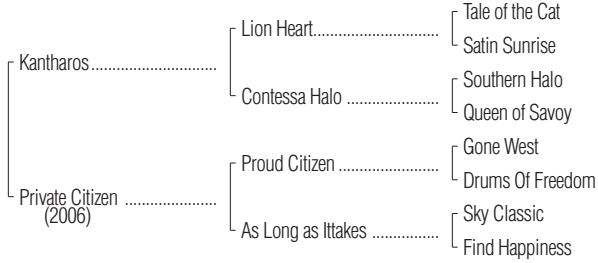 Tale of the Cat
Lion Heart
Satin Sunrise
Kantharos
Southern Halo
Contessa Halo
Queen of Savoy
Gone West
Proud Citizen
Drums Of Freedom
Private Citizen
(2006)
Sky Classic
As Long as Ittakes
Find Happiness